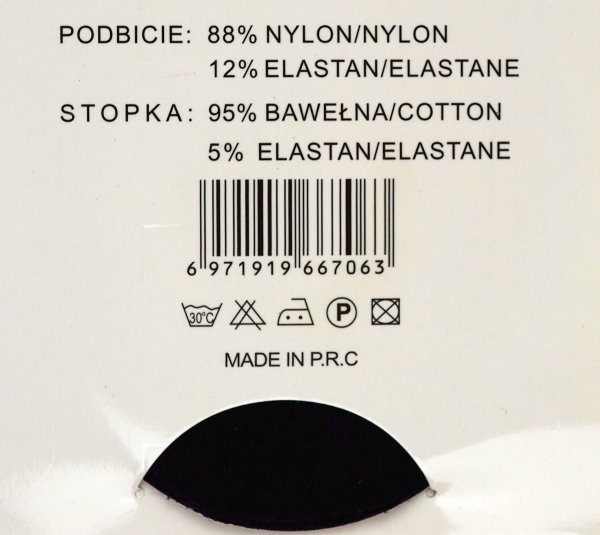 PODBICIE: 88% NYLON/NYLON
12% ELASTAN/ELASTANE
STOPKA: 95% BAWEŁNA/COTTON
5% ELASTAN/ELASTANE
6 971919 667063
30°C P
MADE IN P.R.C